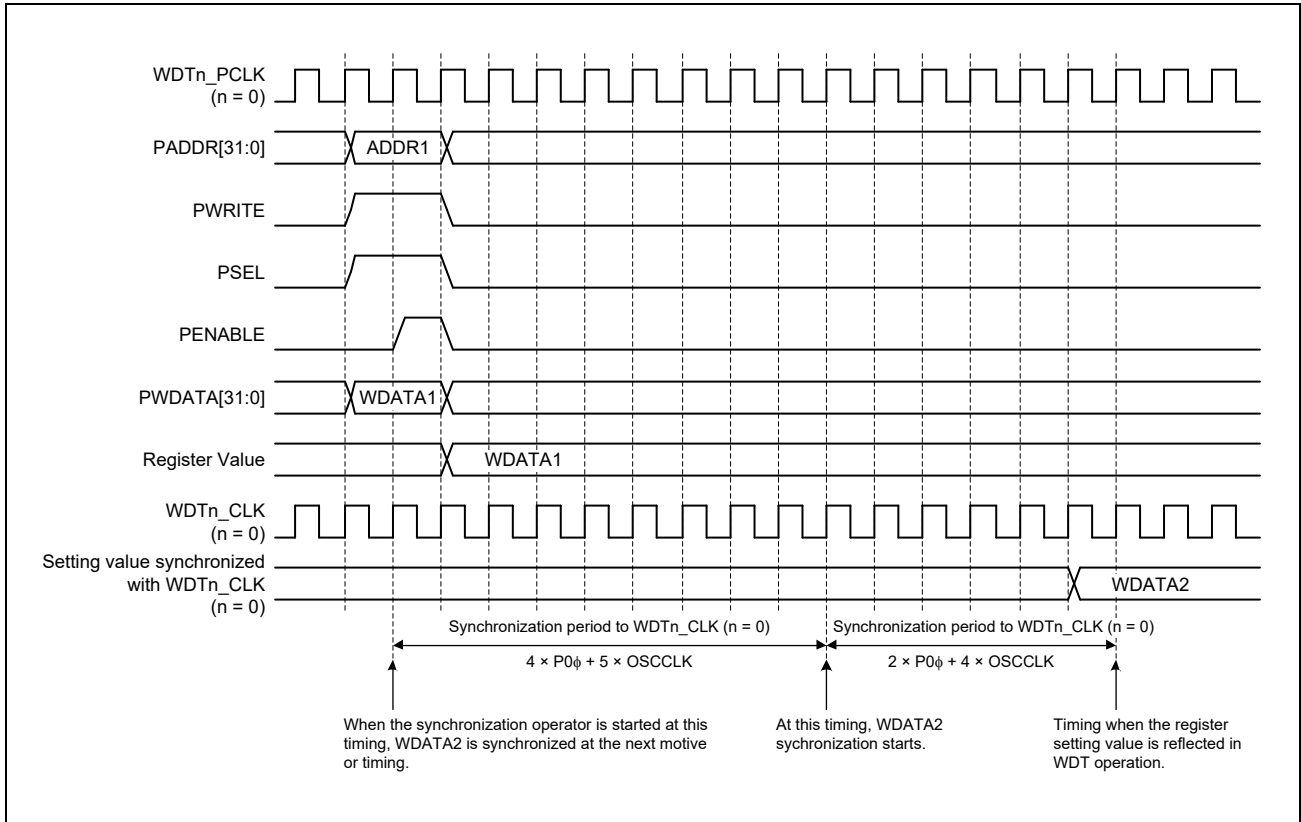 WDTn_PCLK
(n = 0)
PADDR[31:0]
ADDR1
PWRITE
PSEL
PENABLE
PWDATA[31:0]
WDATA1
Register Value
WDATA1
WDTn_CLK
(n = 0)
Setting value synchronized
with WDTn_CLK
(n = 0)
WDATA2
Synchronization period to WDTn_CLK (n = 0)
Synchronization period to WDTn_CLK (n = 0)
4 × P0ϕ + 5 × OSCCLK
2 × P0ϕ + 4 × OSCCLK
When the synchronization operator is started at this
timing, WDATA2 is synchronized at the next motive
or timing.
At this timing, WDATA2
sychronization starts.
Timing when the register
setting value is reflected in
WDT operation.